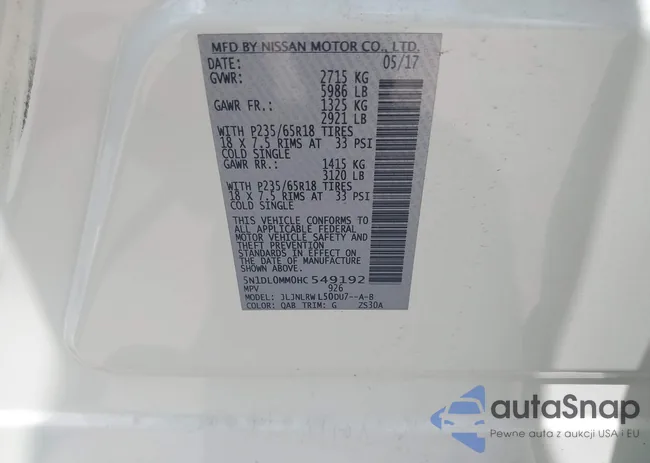 MFD BY NISSAN MOTOR CO., LTD.
DATE: 05/17
GVWR: 2715 KG
5986 LB
GAWR FR.: 1325 KG
2921 LB
WITH P235/65R18 TIRES
18 X 7.5 RIMS AT 33 PSI
COLD SINGLE
GAWR RR.: 1415 KG
3120 LB
WITH P235/65R18 TIRES
18 X 7.5 RIMS AT 33 PSI
COLD SINGLE
THIS VEHICLE CONFORMS TO
ALL APPLICABLE FEDERAL
MOTOR VEHICLE SAFETY AND
THEFT PREVENTION
STANDARDS IN EFFECT ON
THE DATE OF MANUFACTURE
SHOWN ABOVE.
5N1DL0MM0HC 549192
MPV 926
MODEL: JLJNLRW L50DU7--A-B
COLOR: QAB TRIM: G ZS30A
autaSnap
Pewne auta z aukcji USA i EU